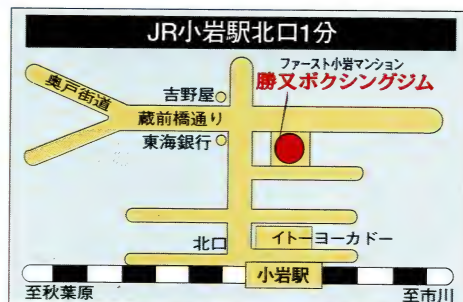 JR小岩駅北口1分
ファースト小岩マンション
勝又ボクシングジム
奥戸街道
吉野屋
蔵前橋通り
東海銀行
北口
イトーヨーカドー
小岩駅
至秋葉原
至市川